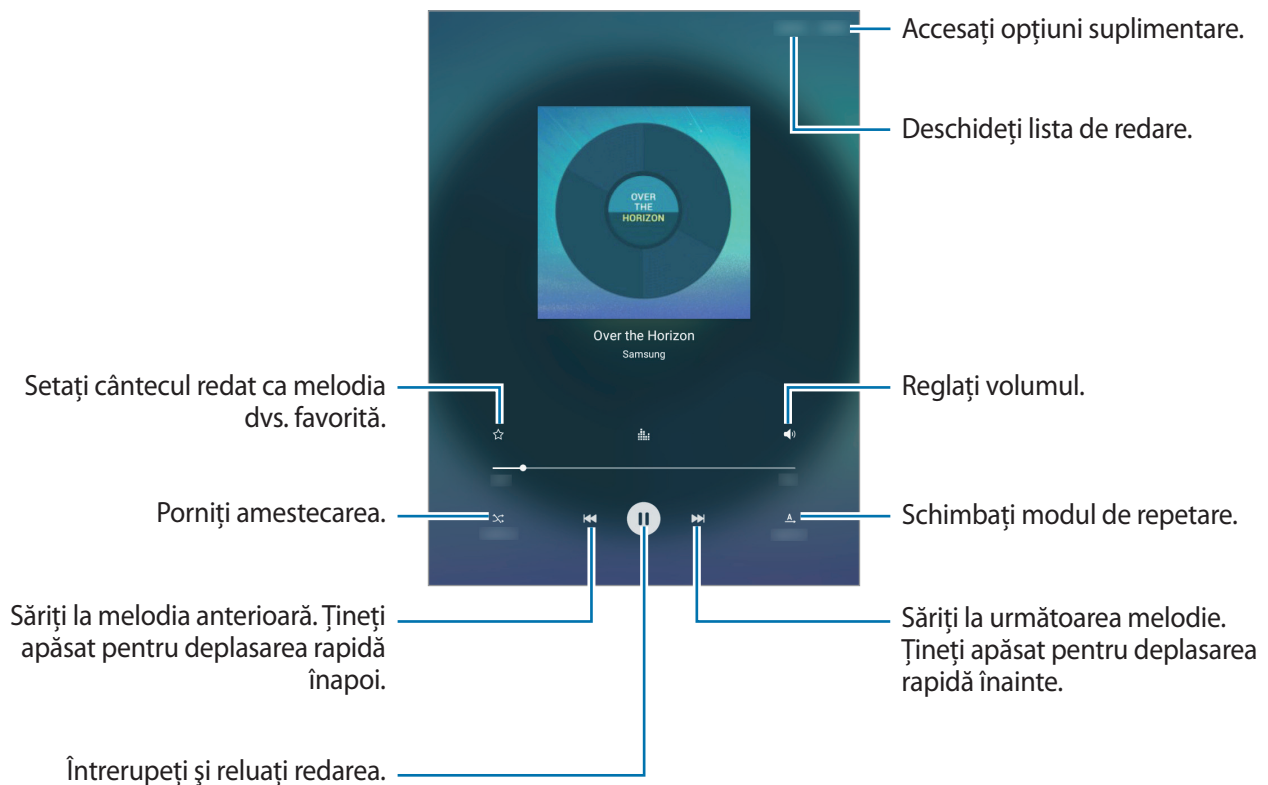 Accesați opțiuni suplimentare.
Deschideți lista de redare.
OVER
THE
HORIZON
Over the Horizon
Samsung
Setați cântecul redat ca melodia
dvs. favorită.
Reglați volumul.
Porniți amestecarea.
A
Schimbați modul de repetare.
Săriți la melodia anterioară. Țineți
apăsat pentru deplasarea rapidă
înapoi.
Săriți la următoarea melodie.
Țineți apăsat pentru deplasarea
rapidă înainte.
Întrerupeți şi reluați redarea.